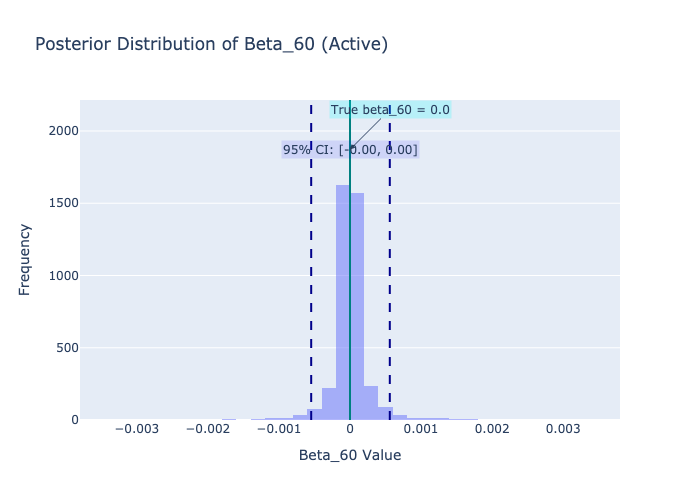 Posterior Distribution of Beta_60 (Active)
True beta_60 = 0.0
95% CI: [-0.00, 0.00]
2000
1500
1000
500
0
Frequency
−0.003
−0.002
−0.001
0
0.001
0.002
0.003
Beta_60 Value